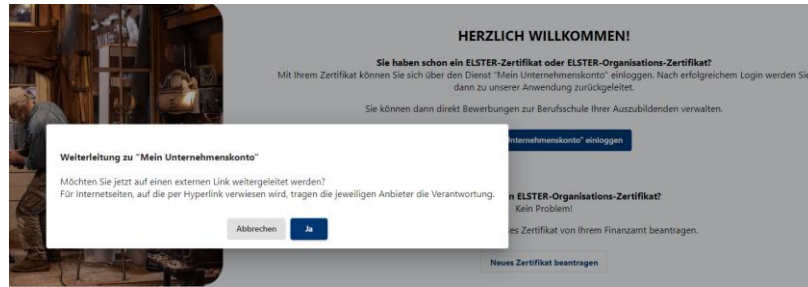 HERZLICH WILLKOMMEN!
Sie haben schon ein ELSTER-Zertifikat oder ELSTER-Organisations-Zertifikat?
Mit Ihrem Zertifikat können Sie sich über den Dienst "Mein Unternehmenskonto" einloggen. Nach erfolgreichem Login werden Sie
dann zu unserer Anwendung zurückgeleitet.
Sie können dann direkt Bewerbungen zur Berufsschule Ihrer Auszubildenden verwalten.
Unternehmenskonto" einloggen
Weiterleitung zu "Mein Unternehmenskonto"
Möchten Sie jetzt auf einen externen Link weitergeleitet werden?
Für Internetseiten, auf die per Hyperlink verwiesen wird, tragen die jeweiligen Anbieter die Verantwortung.
Abbrechen Ja
ELSTER-Organisations-Zertifikat?
Kein Problem!
Zertifikat von Ihrem Finanzamt beantragen.
Neues Zertifikat beantragen